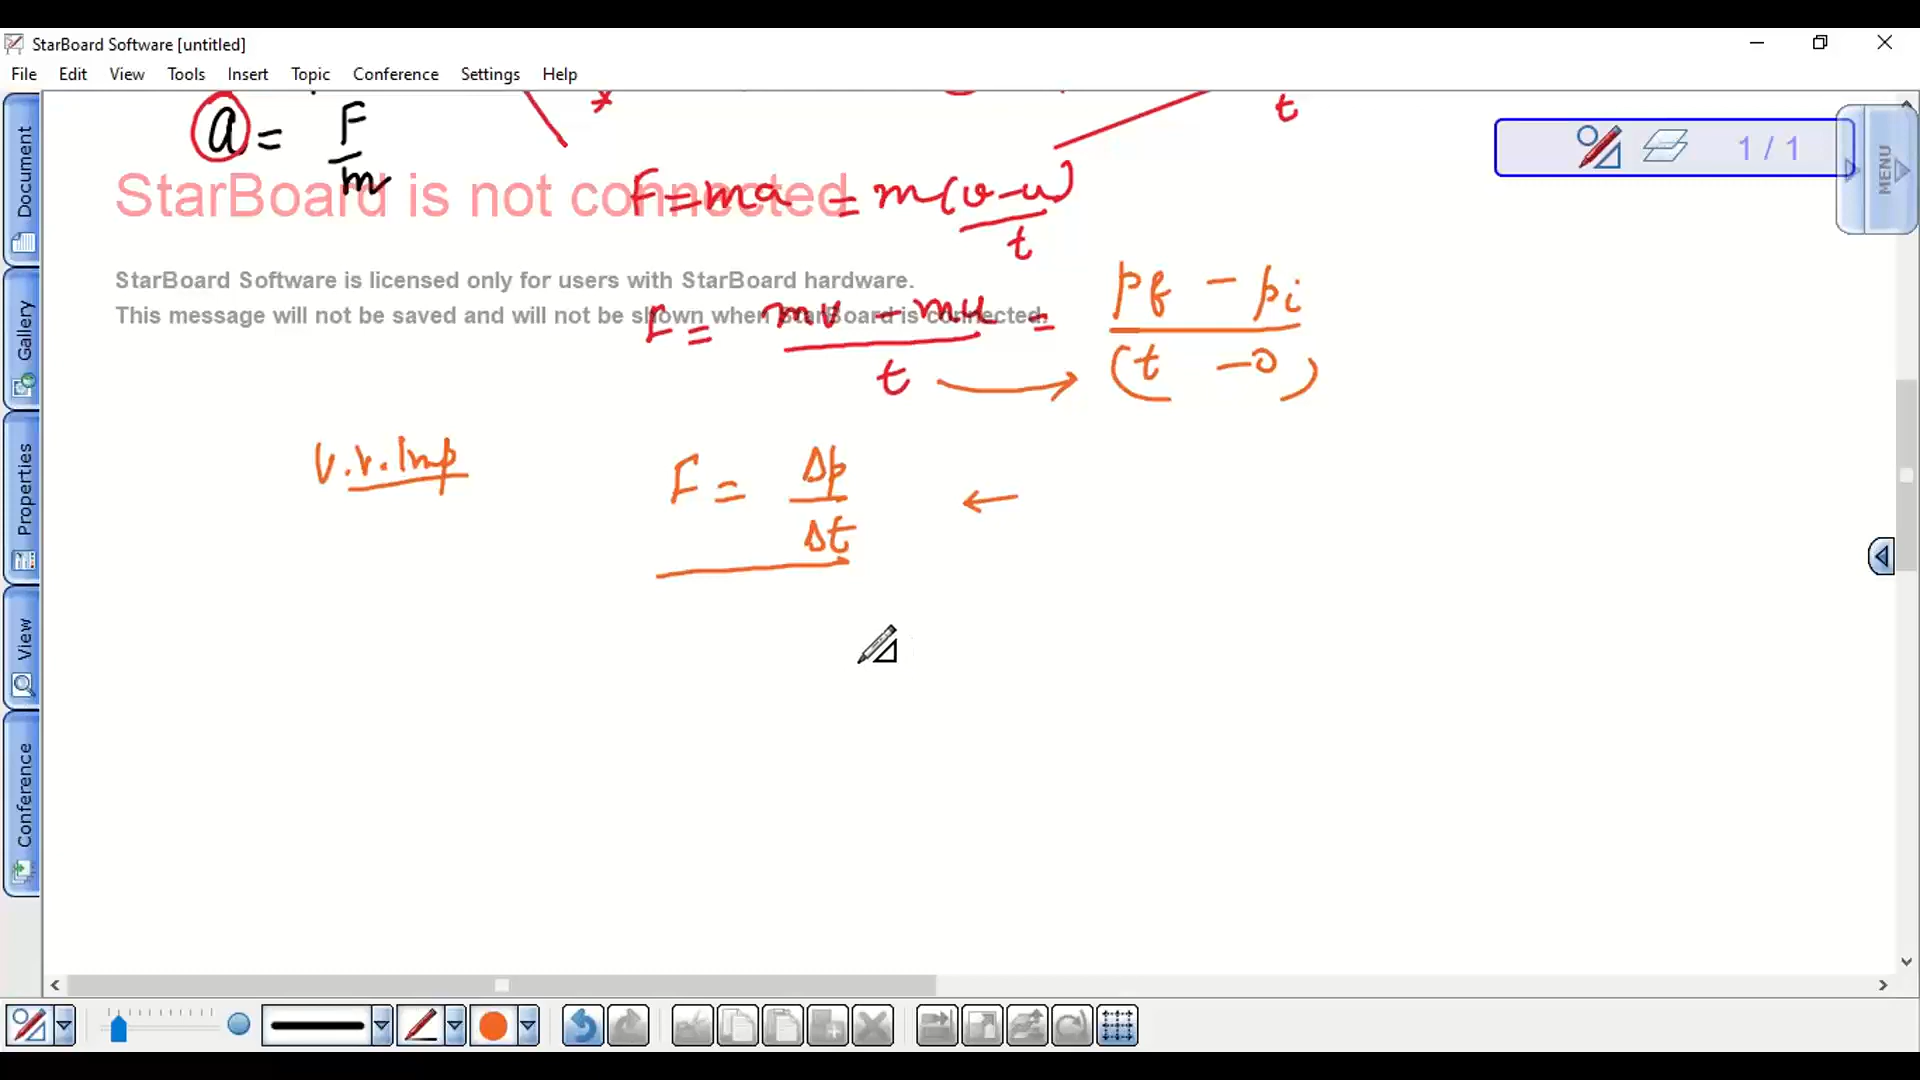 StarBoard Software [untitled]
File Edit View Tools Insert Topic Conference Settings Help
Document
Gallery
Properties
View
Conference
1 / 1
MENU
a = F/m
*
t
StarBoard is not connected
F = ma = m(v-u)/t
StarBoard Software is licensed only for users with StarBoard hardware.
This message will not be saved and will not be shown when StarBoard is connected.
F = mv - mu / t = pf - pi / (t - 0)
V.V.Imp
F = Δp/Δt ←